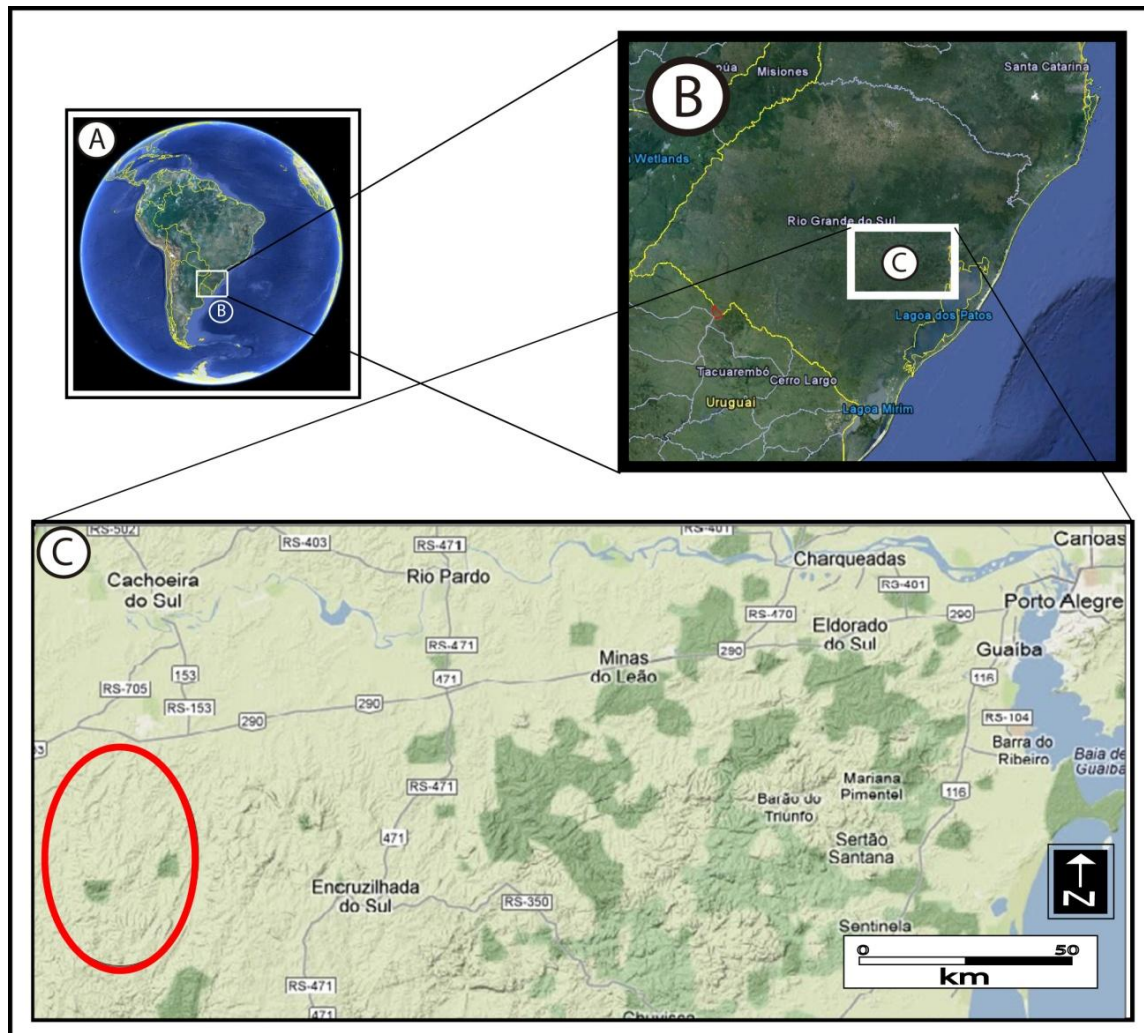 A
B
B
Misiones
Santa Catarina
Wetlands
Rio Grande do Sul
C
Lagoa dos Patos
Tacuarembó
Cerro Largo
Uruguai
Lagoa Mirim
C
RS-502
RS-403
RS-471
RS-401
Canoas
Cachoeira
do Sul
Rio Pardo
Charqueadas
RS-401
Porto Alegre
RS-470
290
Eldorado
do Sul
Guaíba
RS-471
290
Minas
do Leão
153
471
116
RS-705
RS-153
290
290
RS-104
Barra do
Ribeiro
Baia de
Guaíba
RS-471
Mariana
Pimentel
116
Barão do
Triunfo
471
Sertão
Santana
Encruzilhada
do Sul
RS-350
N
Sentinela
0 50
km
RS-471
471